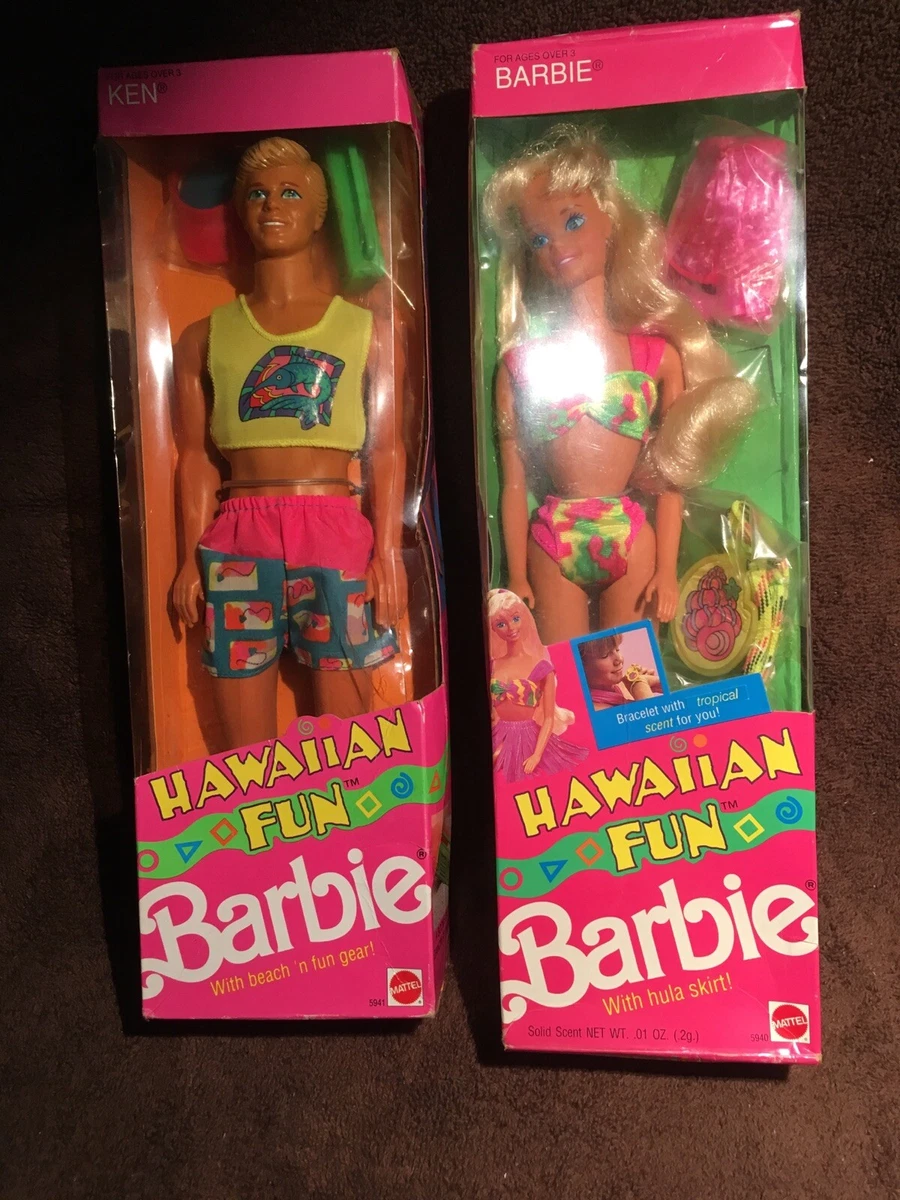 FOR AGES OVER 3
KEN®
HAWAIIAN
FUN™
Barbie®
With beach 'n fun gear!
5941
MATTEL
®
FOR AGES OVER 3
BARBIE®
Bracelet with tropical
scent for you!
HAWAIIAN
FUN™
Barbie®
With hula skirt!
Solid Scent NET WT. .01 OZ. (.2g.)
5940
MATTEL
®